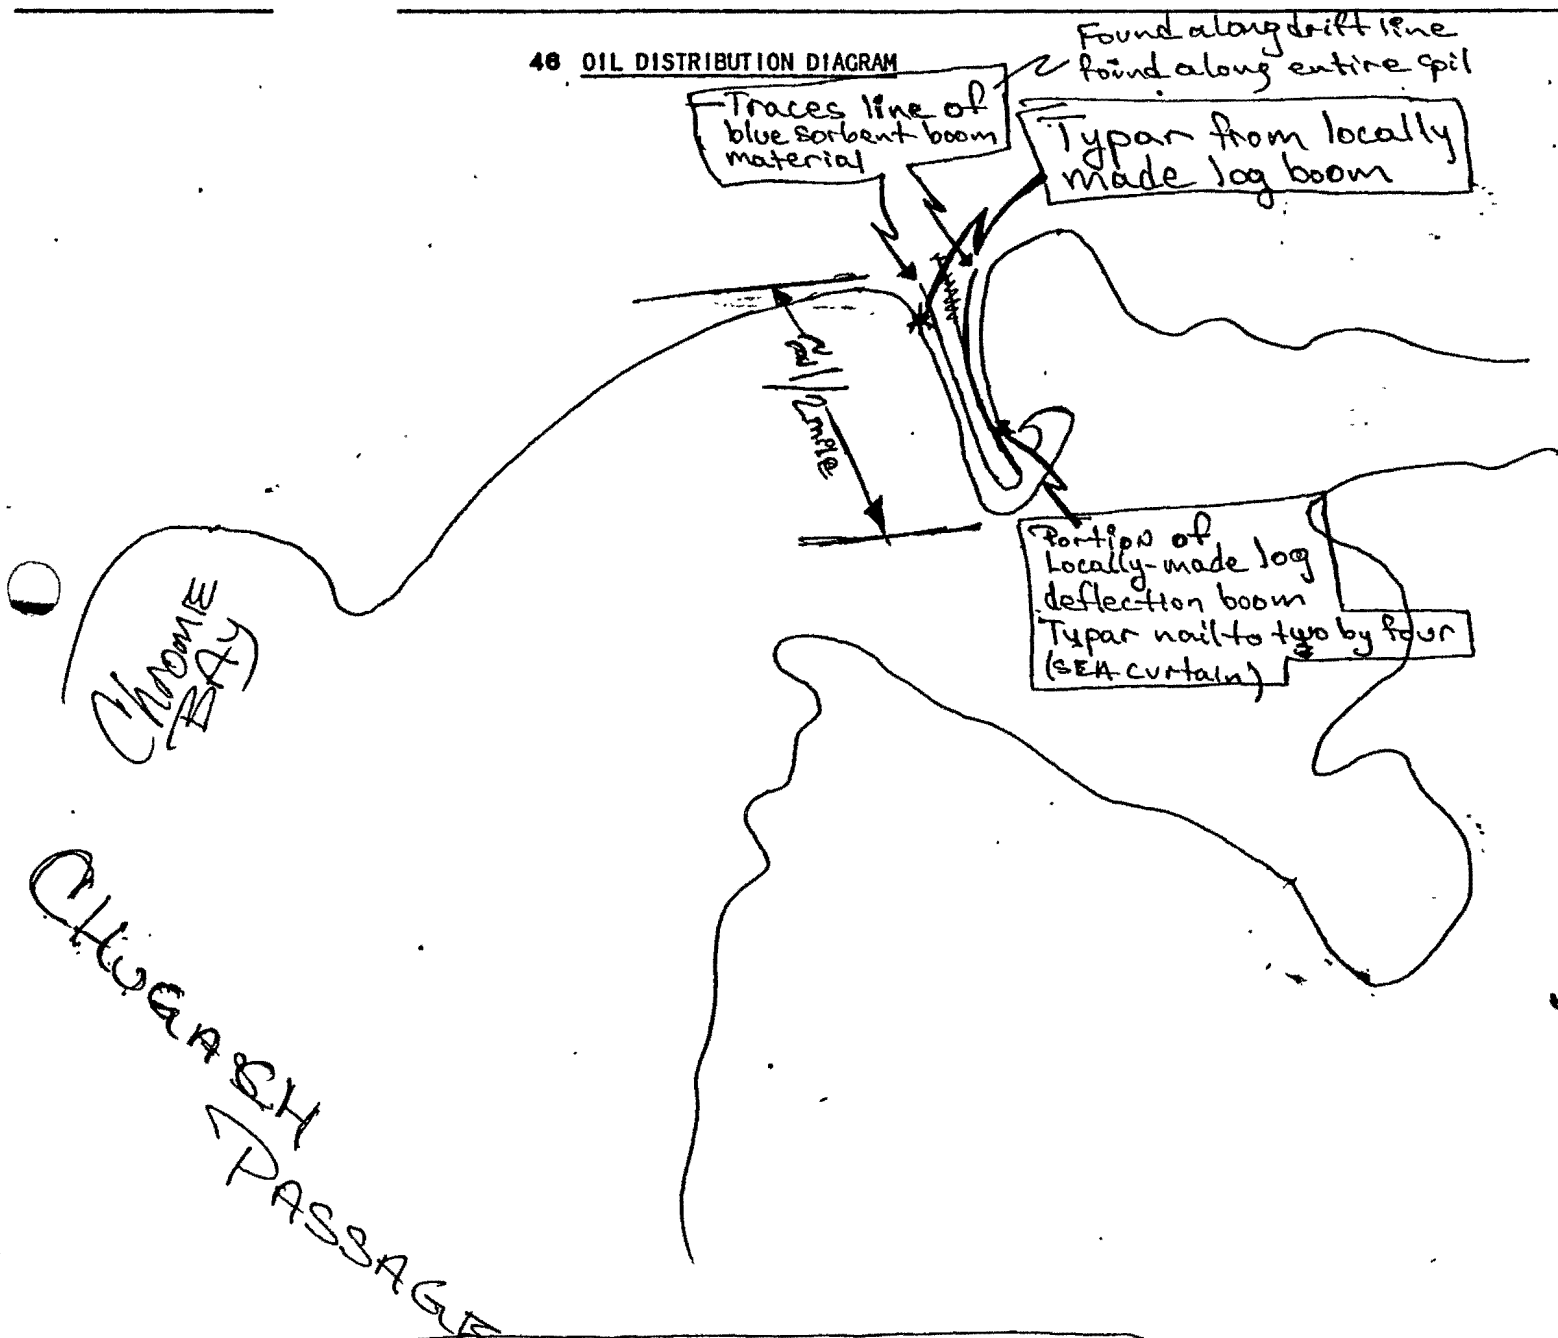 46 OIL DISTRIBUTION DIAGRAM
Found along drift line
found along entire spil
Traces line of
blue sorbent boom
material
Typar from locally
made log boom
1/2 mile
Portion of
Locally-made log
deflection boom
Typar nail to two by four
(SEA curtain)
Chrome
BAy
CHUGASH
PASSAGE